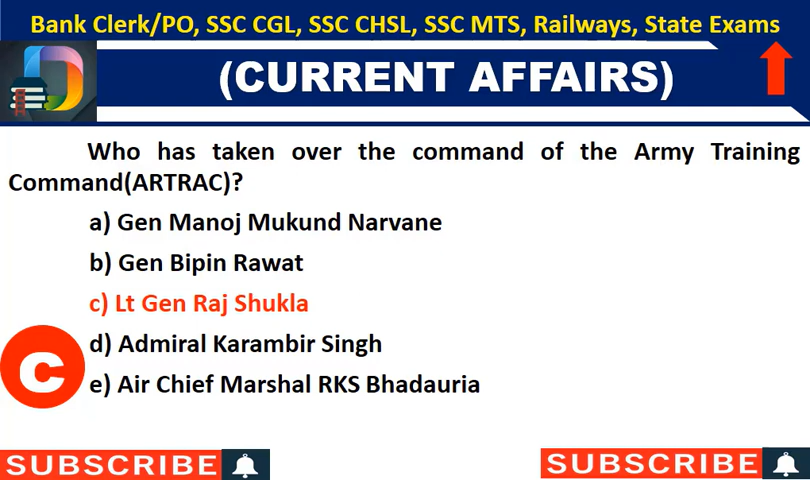 Bank Clerk/PO, SSC CGL, SSC CHSL, SSC MTS, Railways, State Exams
(CURRENT AFFAIRS)
Who has taken over the command of the Army Training
Command(ARTRAC)?
a) Gen Manoj Mukund Narvane
b) Gen Bipin Rawat
c) Lt Gen Raj Shukla
d) Admiral Karambir Singh
e) Air Chief Marshal RKS Bhadauria
C
SUBSCRIBE
SUBSCRIBE